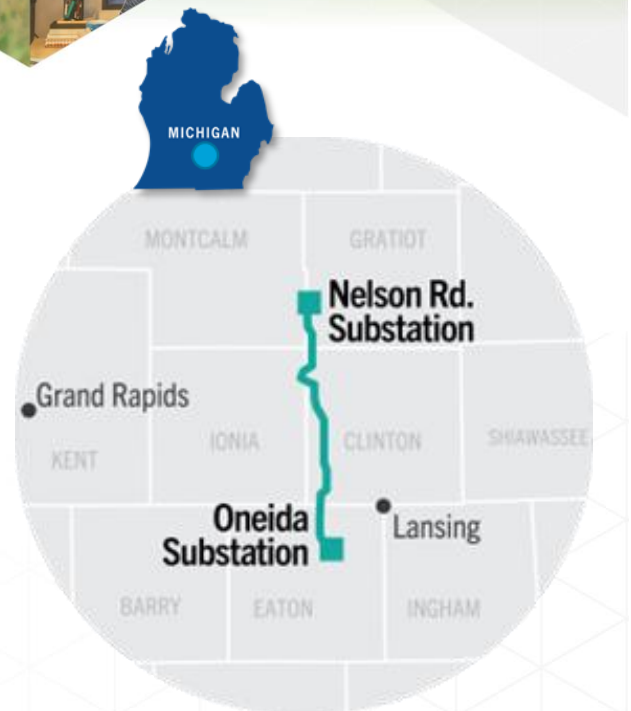 MICHIGAN
MONTCALM
GRATIOT
Nelson Rd.
Substation
Grand Rapids
KENT
IONIA
CLINTON
SHIAWASSEE
Oneida
Substation
Lansing
BARRY
EATON
INGHAM